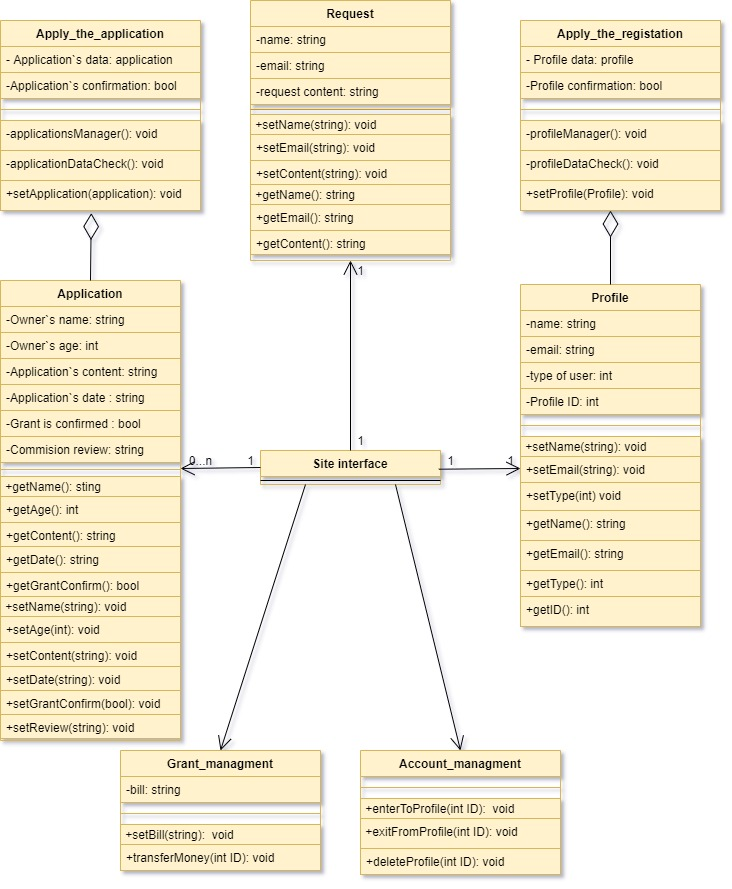 Apply_the_application
- Application`s data: application
-Application`s confirmation: bool
-applicationsManager(): void
-applicationDataCheck(): void
+setApplication(application): void
Request
-name: string
-email: string
-request content: string
+setName(string): void
+setEmail(string): void
+setContent(string): void
+getName(): string
+getEmail(): string
+getContent(): string
Apply_the_registation
- Profile data: profile
-Profile confirmation: bool
-profileManager(): void
-profileDataCheck(): void
+setProfile(Profile): void
Application
-Owner`s name: string
-Owner`s age: int
-Application`s content: string
-Application`s date : string
-Grant is confirmed : bool
-Commision review: string
+getName(): sting
+getAge(): int
+getContent(): string
+getDate(): string
+getGrantConfirm(): bool
+setName(string): void
+setAge(int): void
+setContent(string): void
+setDate(string): void
+setGrantConfirm(bool): void
+setReview(string): void
1
1
0...n
1
Site interface
1
1
Profile
-name: string
-email: string
-type of user: int
-Profile ID: int
+setName(string): void
+setEmail(string): void
+setType(int) void
+getName(): string
+getEmail(): string
+getType(): int
+getID(): int
Grant_managment
-bill: string
+setBill(string): void
+transferMoney(int ID): void
Account_managment
+enterToProfile(int ID): void
+exitFromProfile(int ID): void
+deleteProfile(int ID): void